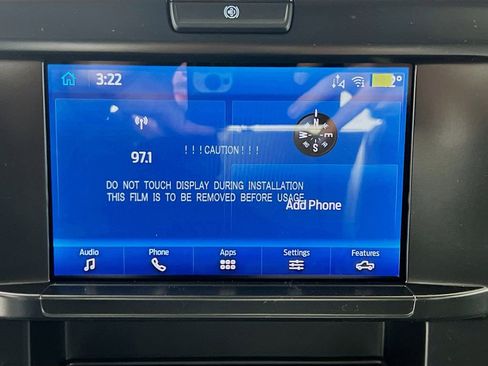 3:22
2°
97.1
N
W E
S
!!!CAUTION!!!
DO NOT TOUCH DISPLAY DURING INSTALLATION
THIS FILM IS TO BE REMOVED BEFORE USAGE
Add Phone
Audio Phone Apps Settings Features